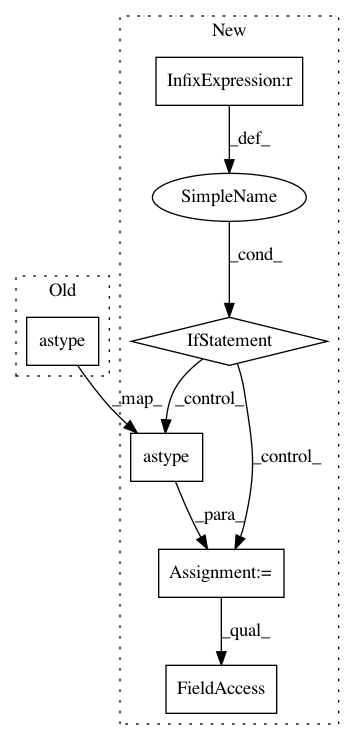 New
InfixExpression:r
_def_
SimpleName
_cond_
Old
IfStatement
astype
_map_
_control_
_control_
astype
_para_
Assignment:=
_qual_
FieldAccess